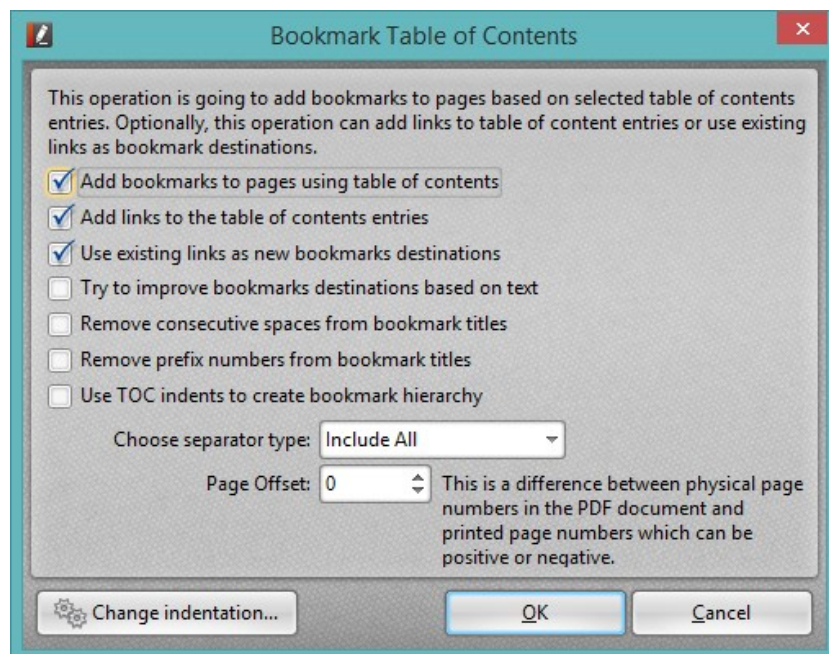 Bookmark Table of Contents
This operation is going to add bookmarks to pages based on selected table of contents
entries. Optionally, this operation can add links to table of content entries or use existing
links as bookmark destinations.
Add bookmarks to pages using table of contents
Add links to the table of contents entries
Use existing links as new bookmarks destinations
Try to improve bookmarks destinations based on text
Remove consecutive spaces from bookmark titles
Remove prefix numbers from bookmark titles
Use TOC indents to create bookmark hierarchy
Choose separator type: Include All
Page Offset: 0 This is a difference between physical page
numbers in the PDF document and
printed page numbers which can be
positive or negative.
Change indentation... OK Cancel